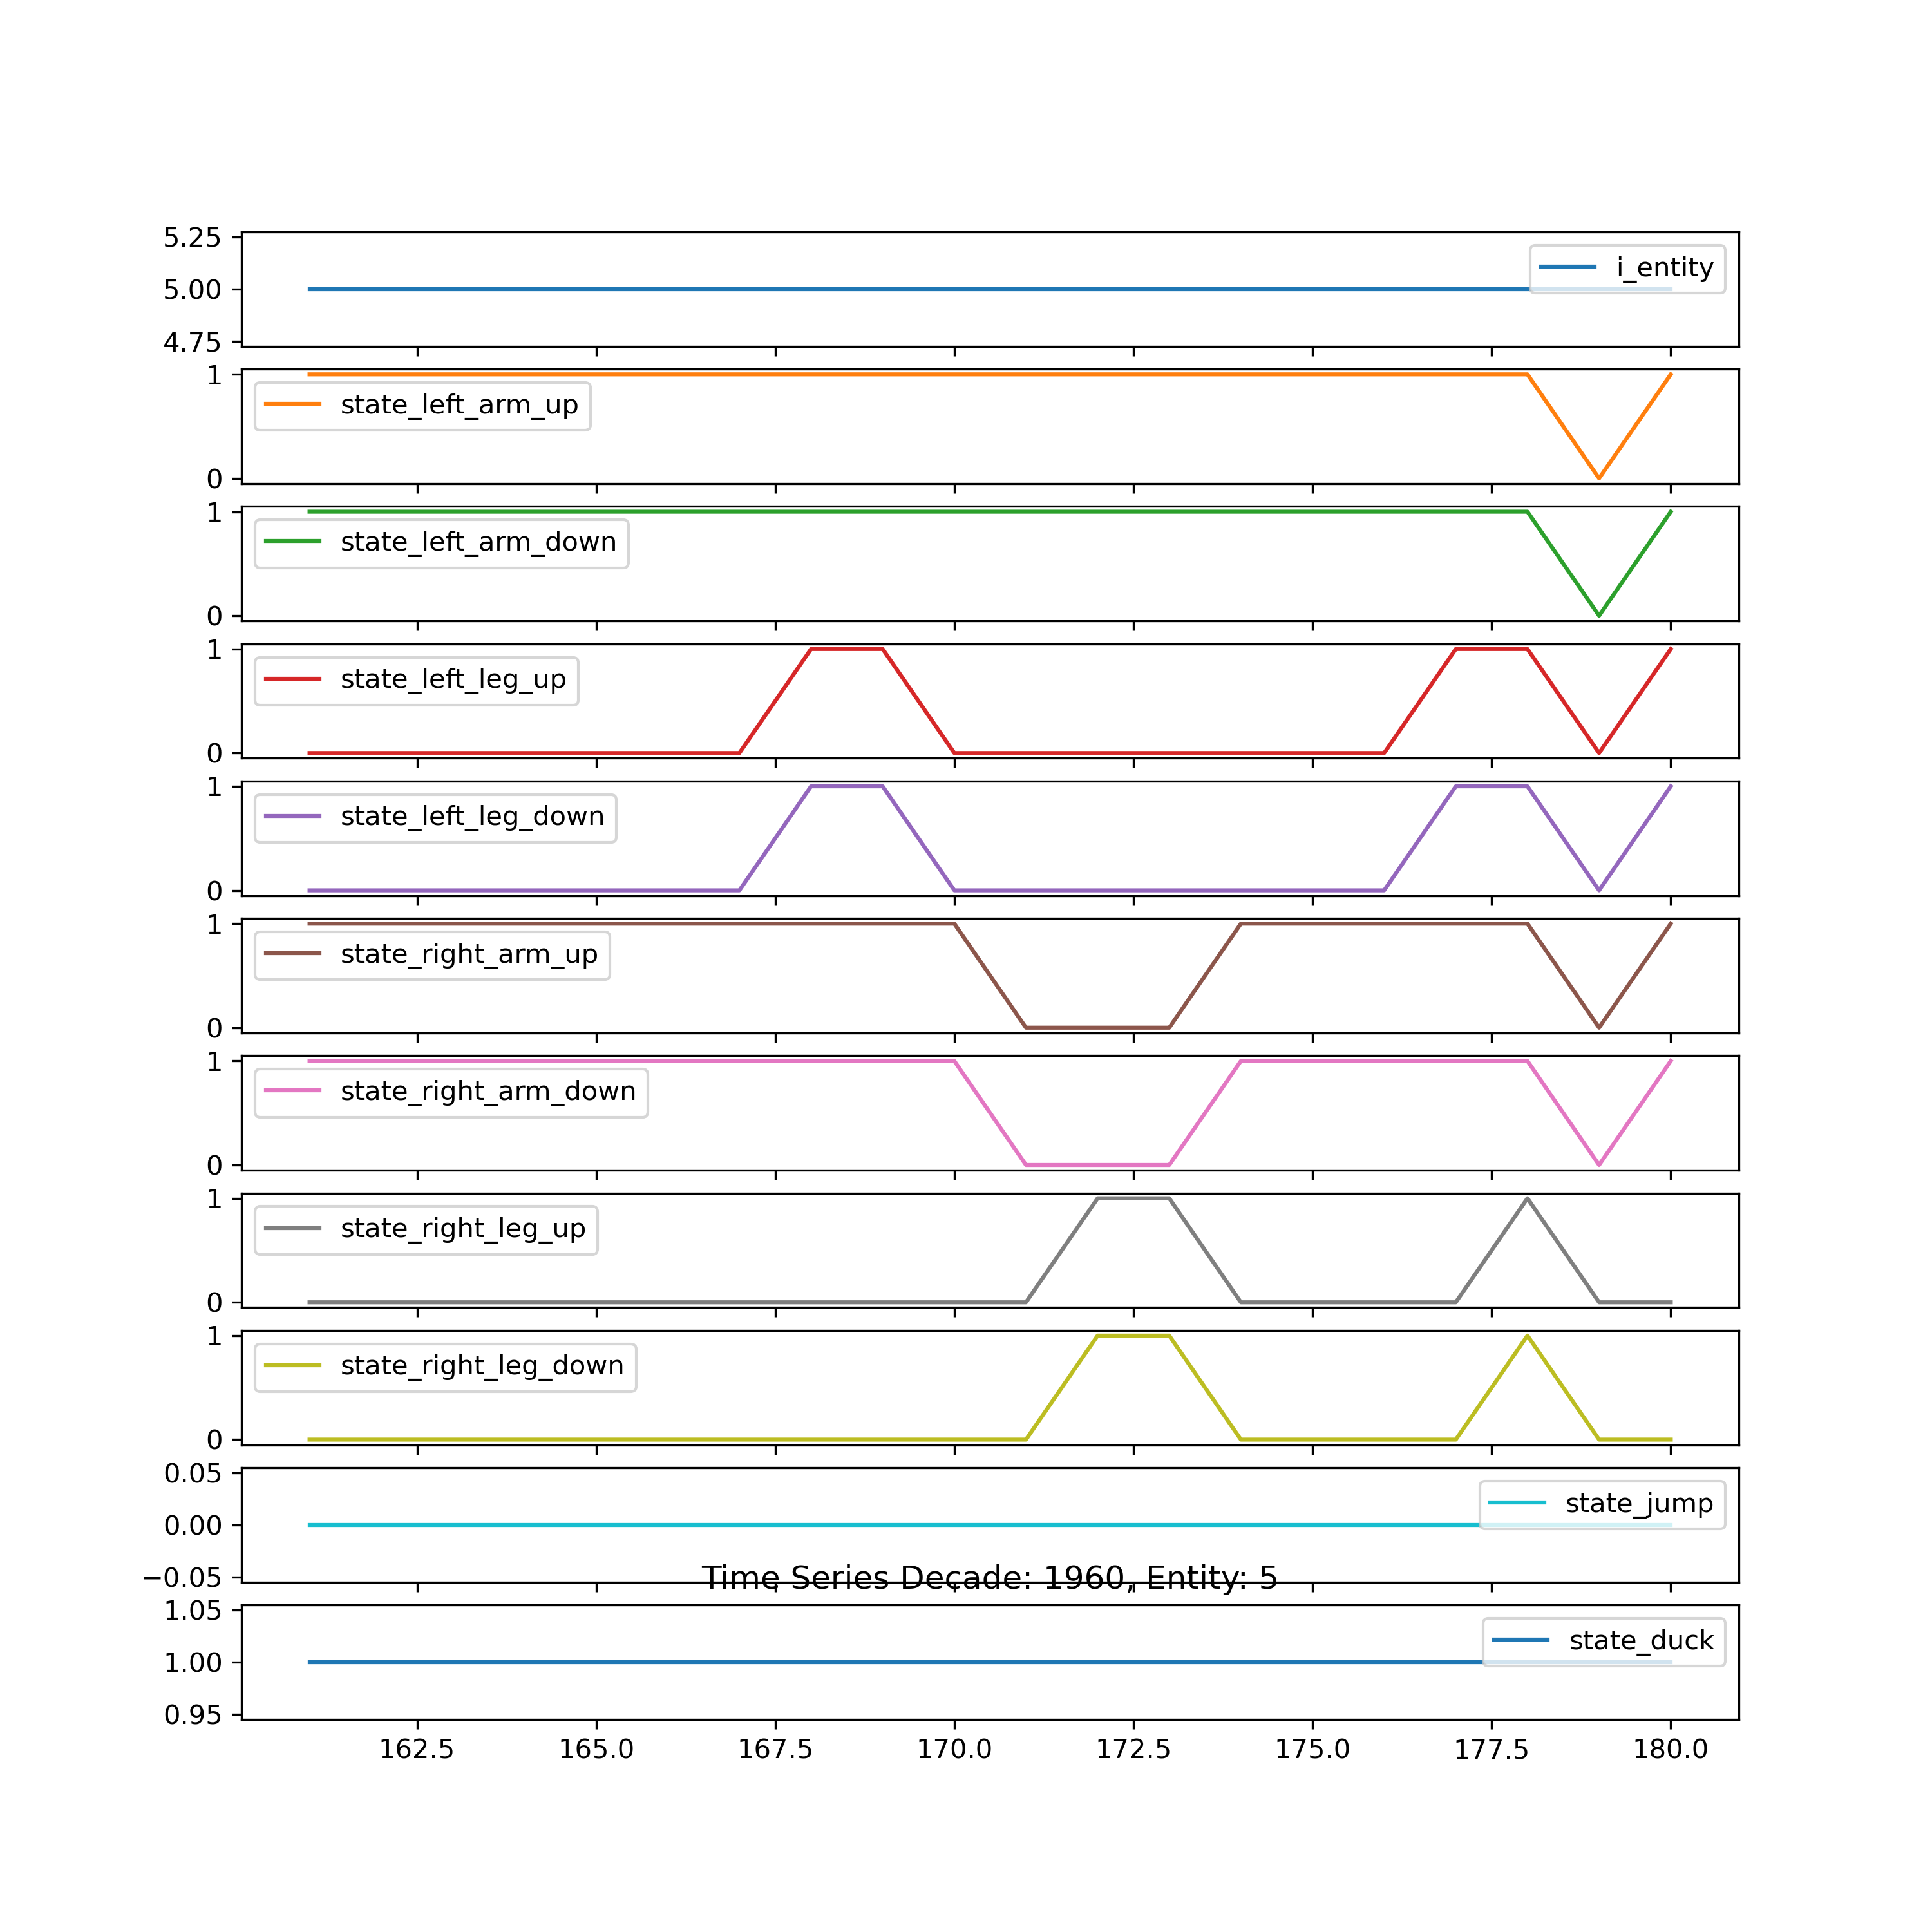 5.25
5.00
4.75
i_entity
1
0
state_left_arm_up
1
0
state_left_arm_down
1
0
state_left_leg_up
1
0
state_left_leg_down
1
0
state_right_arm_up
1
0
state_right_arm_down
1
0
state_right_leg_up
1
0
state_right_leg_down
0.05
0.00
−0.05
state_jump
Time Series Decade: 1960, Entity: 5
1.05
1.00
0.95
state_duck
162.5 165.0 167.5 170.0 172.5 175.0 177.5 180.0